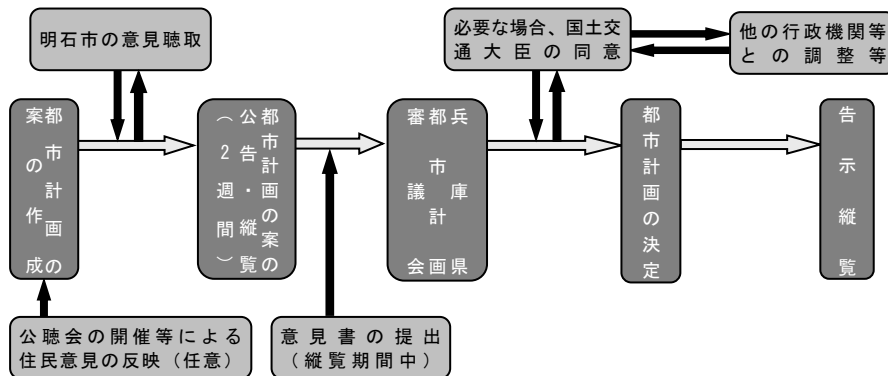 明石市の意見聴取
必要な場合、国土交
通大臣の同意
他の行政機関等
との調整等
都市計画の
案の作成
都市計画の案の
公告・縦覧
（２週間）
兵庫県
都市計画
審議会
都市計画の決定
告示縦覧
公聴会の開催等による
住民意見の反映（任意）
意見書の提出
（縦覧期間中）